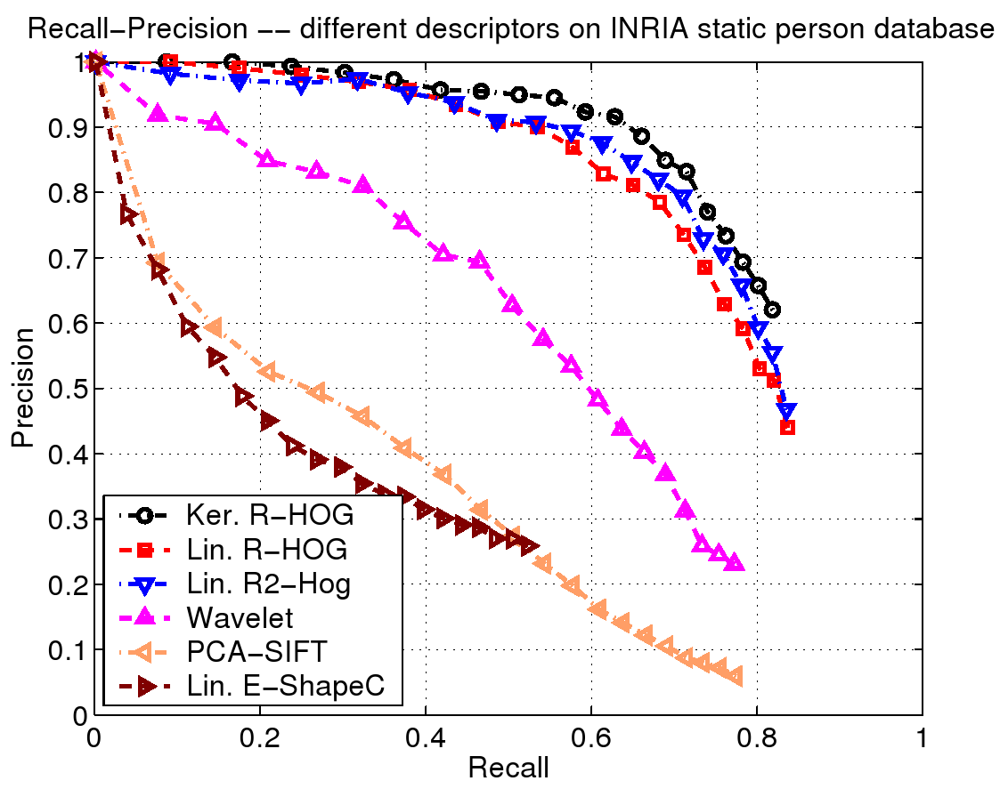 Recall−Precision −− different descriptors on INRIA static person database
1
0.9
0.8
0.7
0.6
0.5
0.4
0.3
0.2
0.1
0
Precision
Ker. R−HOG
Lin. R−HOG
Lin. R2−Hog
Wavelet
PCA−SIFT
Lin. E−ShapeC
0 0.2 0.4 0.6 0.8 1
Recall